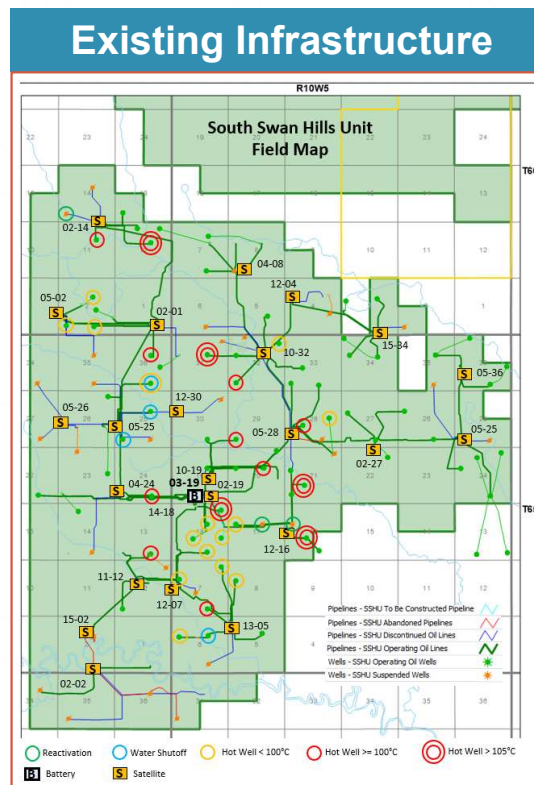 Existing Infrastructure
R10W5
South Swan Hills Unit
Field Map
02-14
04-08
12-04
05-02
02-01
15-34
10-32
05-36
12-30
05-26
05-25
05-28
05-25
02-27
10-19
04-24
03-19
02-19
B
14-18
12-16
11-12
12-07
15-02
13-05
02-02
Pipelines - SSHU To Be Constructed Pipeline
Pipelines - SSHU Abandoned Pipelines
Pipelines - SSHU Discontinued Oil Lines
Pipelines - SSHU Operating Oil Lines
Wells - SSHU Operating Oil Wells
Wells - SSHU Suspended Wells
Reactivation
Water Shutoff
Hot Well < 100°C
Hot Well >= 100°C
Hot Well > 105°C
B Battery
S Satellite